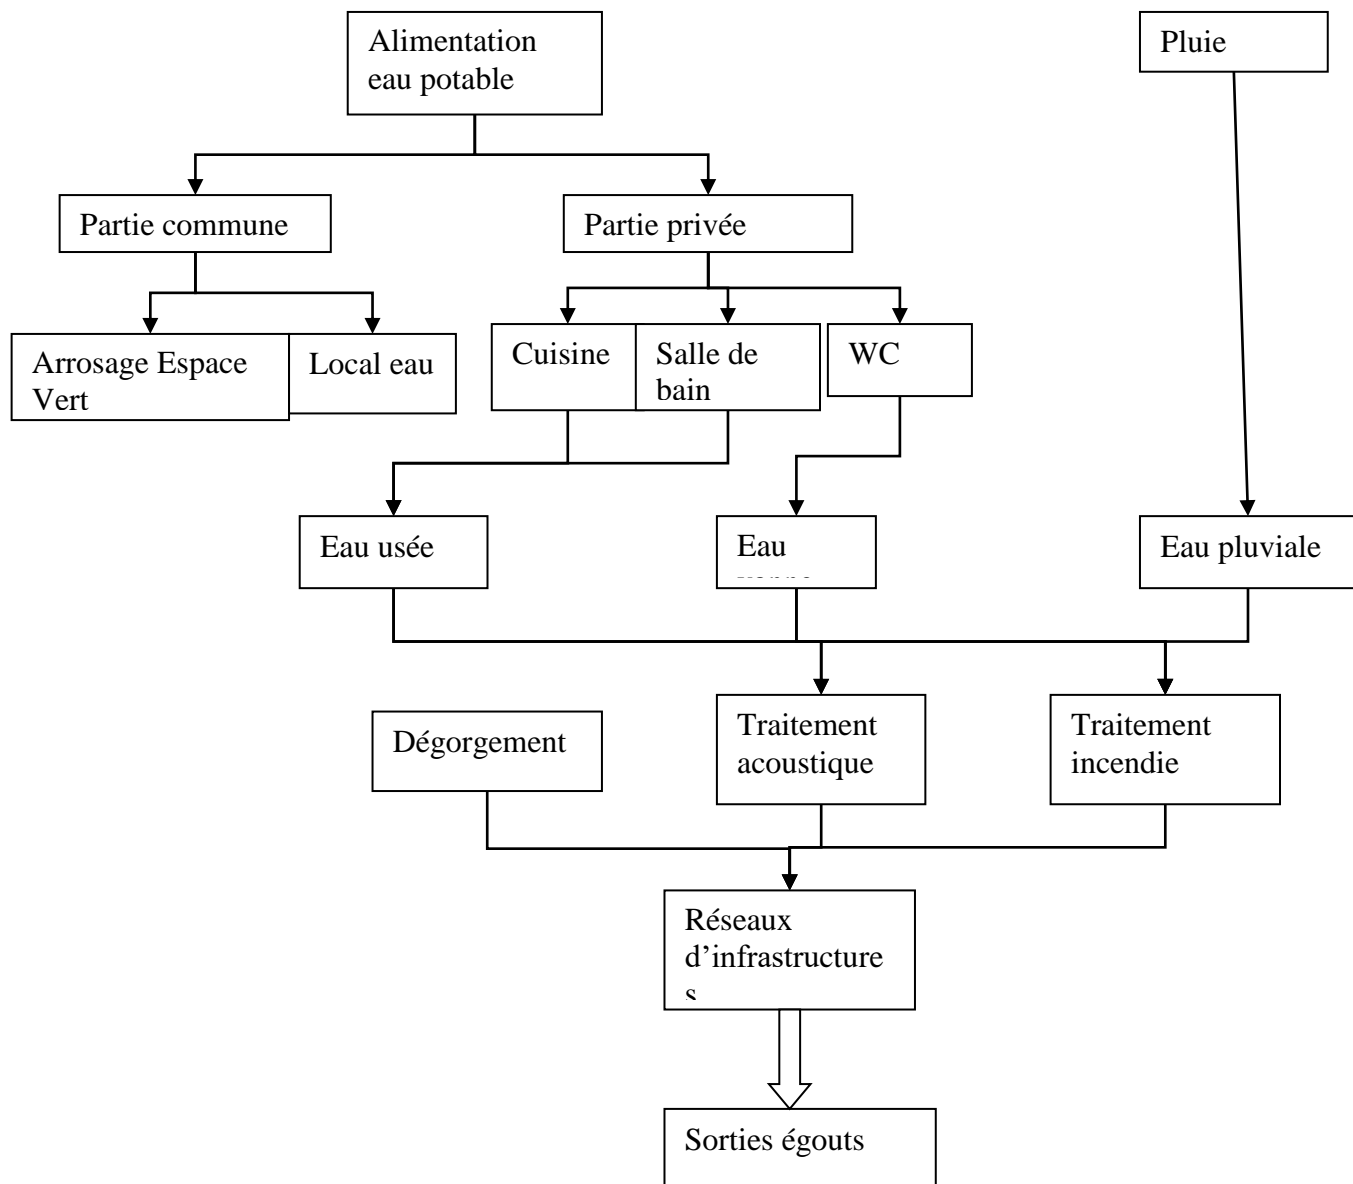 Alimentation
eau potable
Pluie
Partie commune
Partie privée
Arrosage Espace
Vert
Local eau
Cuisine
Salle de
bain
WC
Eau usée
Eau
Eau pluviale
Dégorgement
Traitement
acoustique
Traitement
incendie
Réseaux
d’infrastructure
s
Sorties égouts